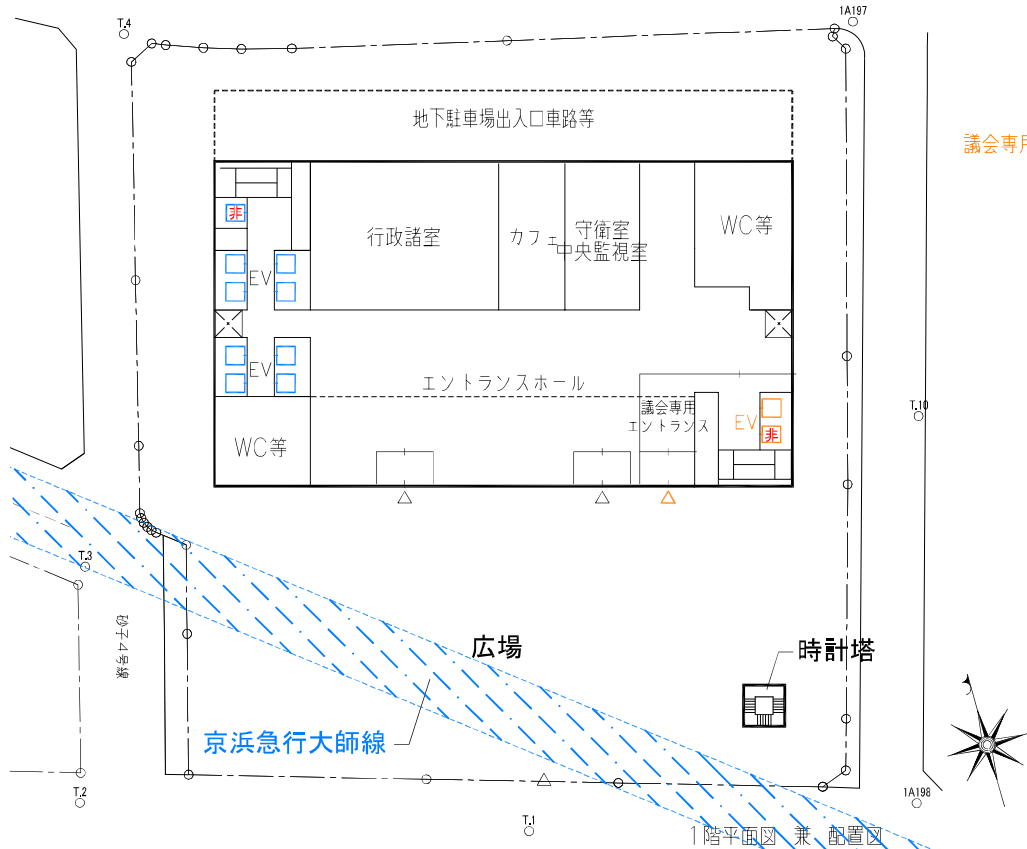 T.4
1A197
地下駐車場出入口車路等
議会専用
非
行政諸室
カフェ
守衛室
中央監視室
WC等
EV
EV
エントランスホール
議会専用
エントランス
EV
非
WC等
T.10
T.3
砂子4号線
広場
時計塔
京浜急行大師線
T.2
T.1
1A198
1階平面図 兼 配置図